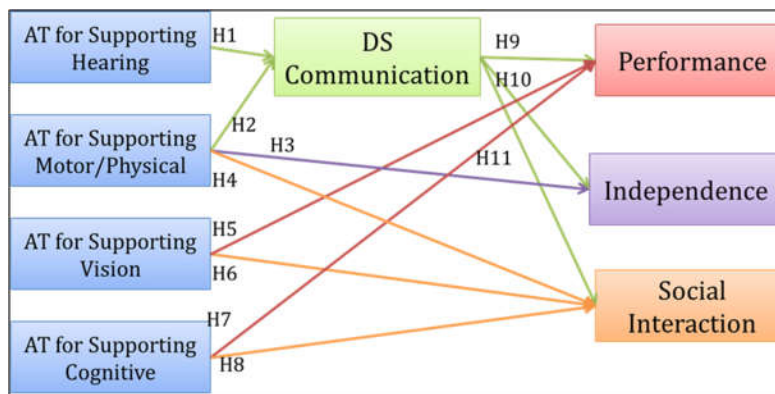 AT for Supporting
Hearing
H1
DS
Communication
H9
Performance
H10
AT for Supporting
Motor/Physical
H2
H3
H4
H11
Independence
AT for Supporting
Vision
H5
H6
Social
Interaction
AT for Supporting
Cognitive
H7
H8